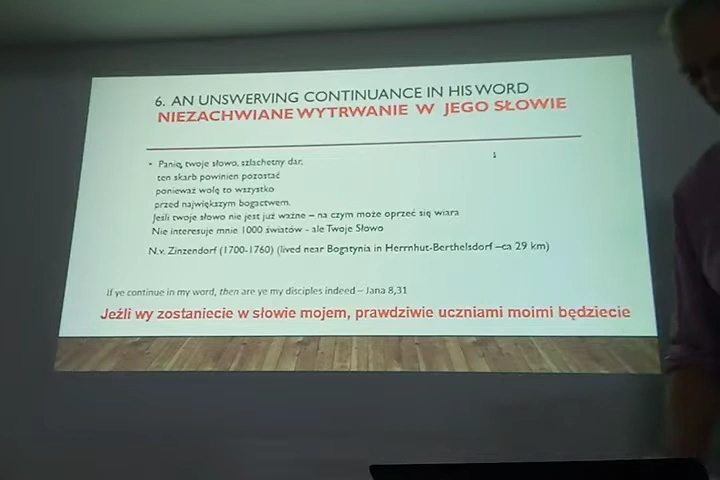 6. AN UNSWERVING CONTINUANCE IN HIS WORD
NIEZACHWIANE WYTRWANIE W JEGO SŁOWIE
• Panie, twoje słowo, szlachetny dar,
ten skarb powinien pozostać
ponieważ wolę to wszystko
przed największym bogactwem.
Jeśli twoje słowo nie jest już ważne – na czym może oprzeć się wiara
Nie interesuje mnie 1000 światów - ale Twoje Słowo
N.v. Zinzendorf (1700-1760) (lived near Bogatynia in Herrnhut-Berthelsdorf –ca 29 km)
If ye continue in my word, then are ye my disciples indeed – Jana 8,31
Jeźli wy zostaniecie w słowie mojem, prawdziwie uczniami moimi będziecie